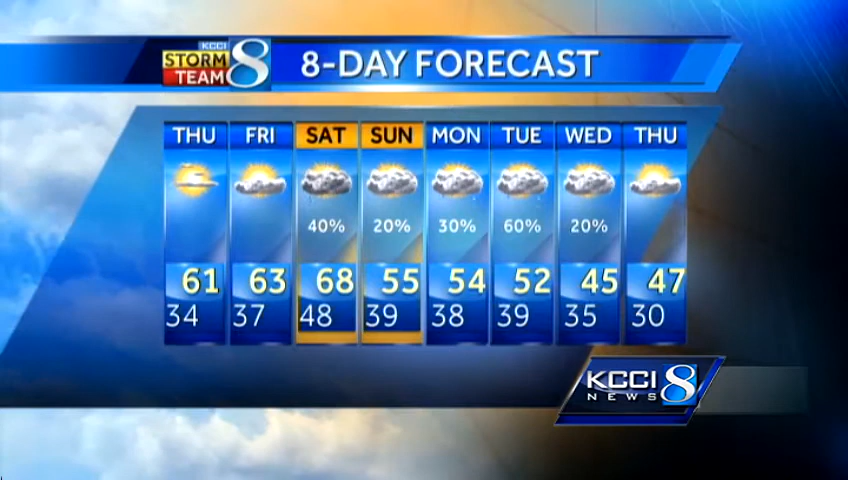 KCCI
STORM
TEAM
8
8-DAY FORECAST
THU FRI SAT SUN MON TUE WED THU
40% 20% 30% 60% 20%
61 63 68 55 54 52 45 47
34 37 48 39 38 39 35 30
KCCI 8
NEWS